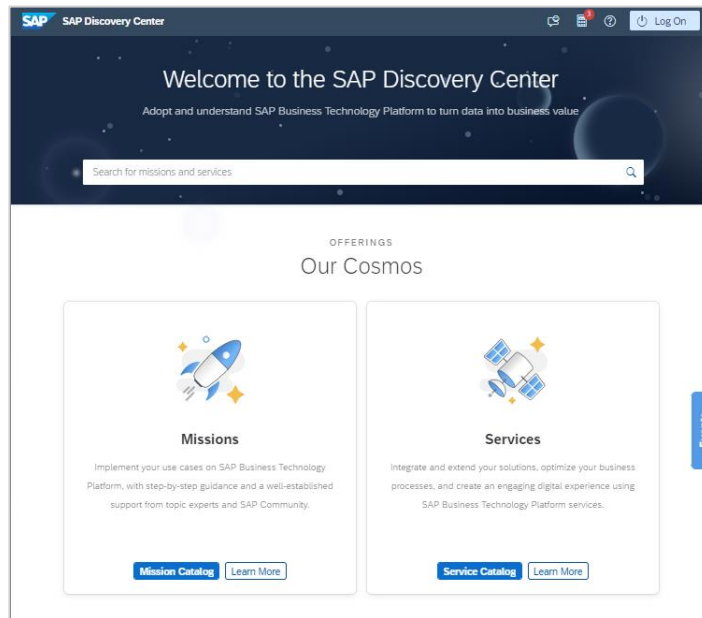 SAP SAP Discovery Center Log On
Welcome to the SAP Discovery Center
Adopt and understand SAP Business Technology Platform to turn data into business value
Search for missions and services
OFFERINGS
Our Cosmos
Missions
Implement your use cases on SAP Business Technology
Platform, with step-by-step guidance and a well-established
support from topic experts and SAP Community.
Mission Catalog Learn More
Services
Integrate and extend your solutions, optimize your business
processes, and create an engaging digital experience using
SAP Business Technology Platform services.
Service Catalog Learn More